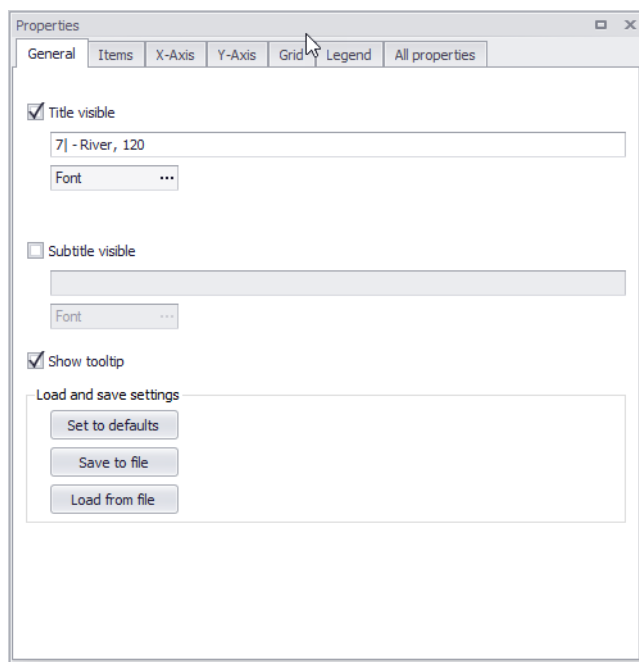 Properties
General Items X-Axis Y-Axis Grid Legend All properties
Title visible
7| - River, 120
Font ...
Subtitle visible
Font ...
Show tooltip
Load and save settings
Set to defaults
Save to file
Load from file